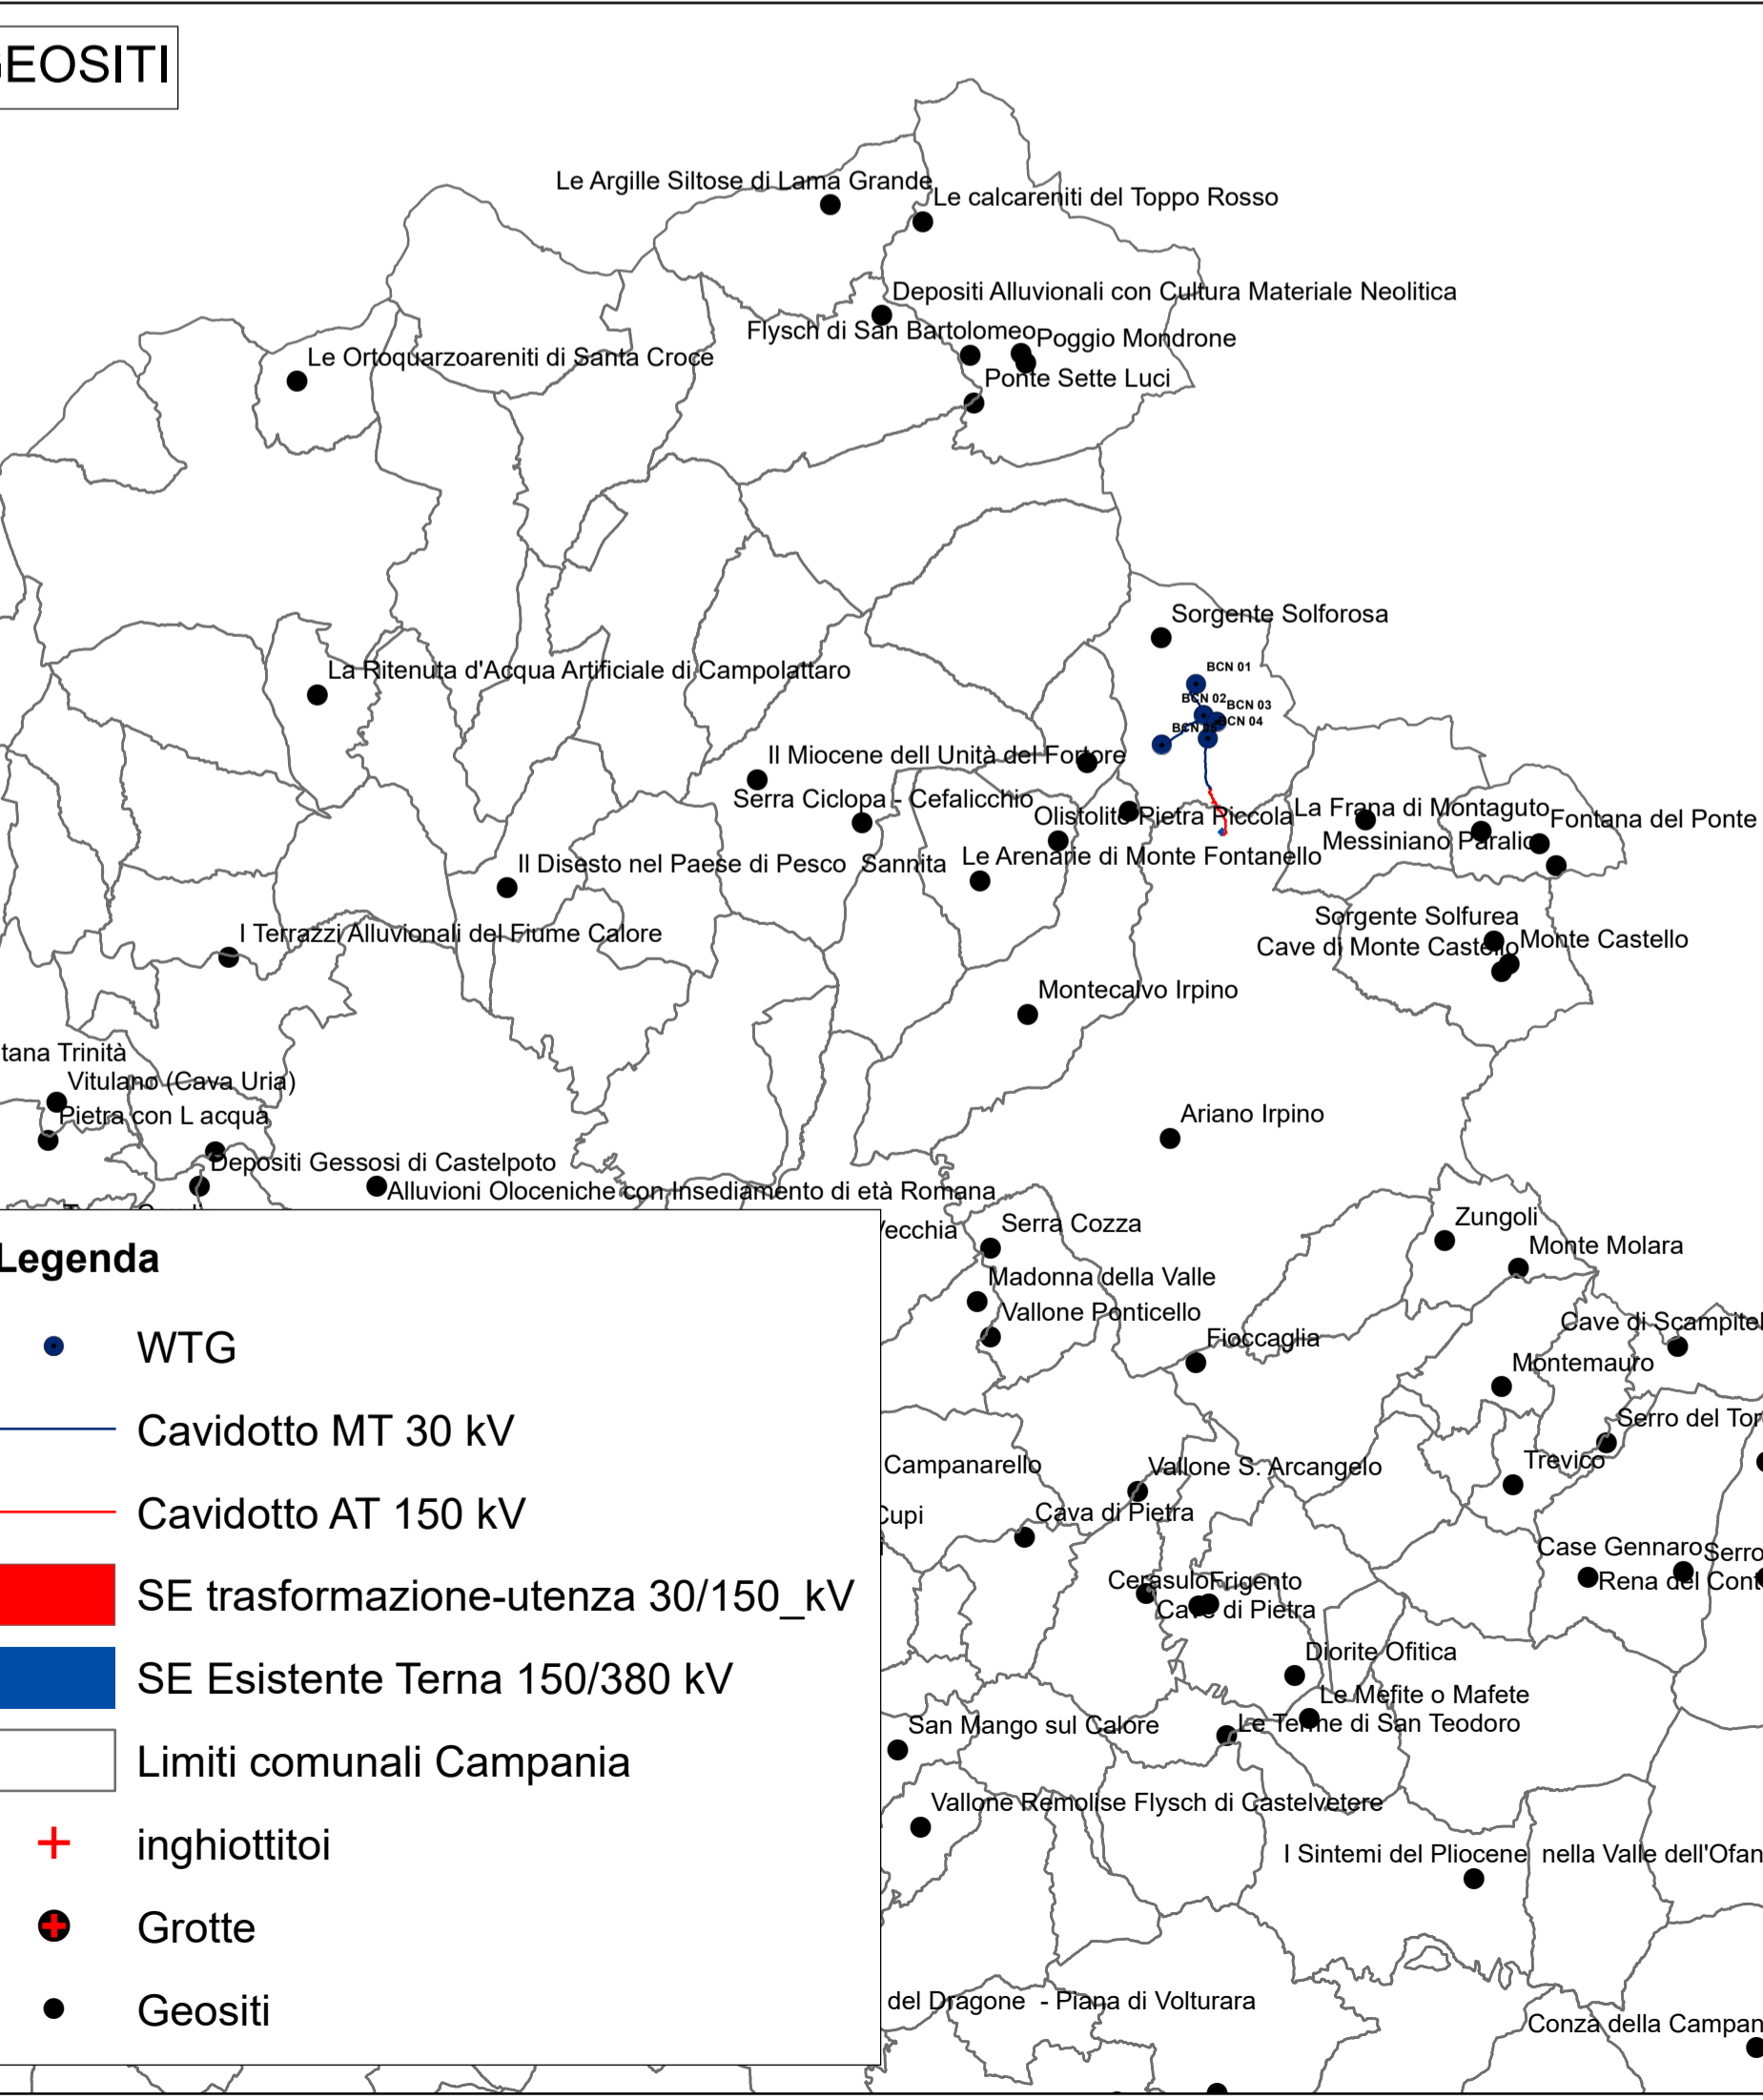 GEOSITI
Le Argille Siltose di Lama Grande
Le calcareniti del Toppo Rosso
Depositi Alluvionali con Cultura Materiale Neolitica
Flysch di San Bartolomeo
Poggio Mondrone
Le Ortoquarzoareniti di Santa Croce
Ponte Sette Luci
Sorgente Solforosa
BCN 01
La Ritenuta d'Acqua Artificiale di Campolattaro
BCN 02
BCN 03
BCN 04
BCN 05
Il Miocene dell Unità del Fortore
Serra Ciclopa - Cefalicchio
Olistolite Pietra Piccola
La Frana di Montaguto
Fontana del Ponte
Messiniano Paralico
Il Disesto nel Paese di Pesco  Sannita
Le Arenarie di Monte Fontanello
Sorgente Solfurea
I Terrazzi Alluvionali del Fiume Calore
Cave di Monte Castello
Monte Castello
Montecalvo Irpino
tana Trinità
Vitulano (Cava Uria)
Pietra con L acqua
Ariano Irpino
Depositi Gessosi di Castelpoto
Alluvioni Oloceniche con Insediamento di età Romana
Vecchia
Serra Cozza
Zungoli
Monte Molara
Madonna della Valle
Vallone Ponticello
Cave di Scampitel
Fioccaglia
Montemauro
Serro del Tor
Campanarello
Vallone S. Arcangelo
Trevico
Cupi
Cava di Pietra
Case Gennaro
Serro
Cerasulo
Frigento
Rena del Cont
Cave di Pietra
Diorite Ofitica
Le Mefite o Mafete
San Mango sul Calore
Le Terme di San Teodoro
Vallone Remolise Flysch di Castelvetere
I Sintemi del Pliocene  nella Valle dell'Ofan
del Dragone  - Piana di Volturara
Conza della Campan
Legenda
WTG
Cavidotto MT 30 kV
Cavidotto AT 150 kV
SE trasformazione-utenza 30/150_kV
SE Esistente Terna 150/380 kV
Limiti comunali Campania
inghiottitoi
Grotte
Geositi